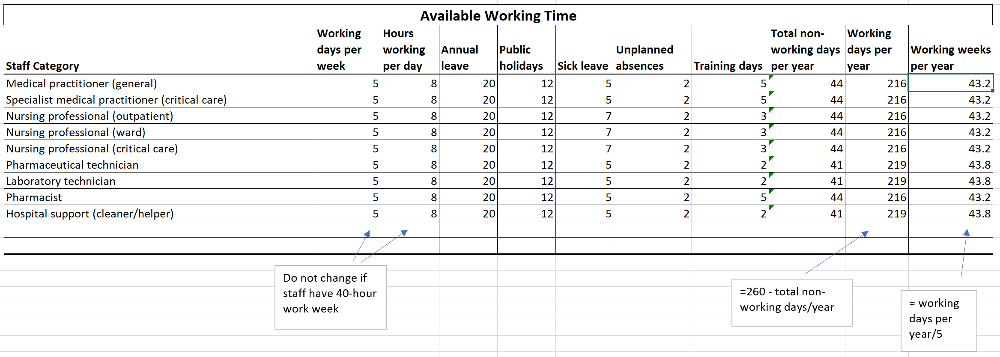 Available Working Time
Staff Category Working days per week Hours working per day Annual leave Public holidays Sick leave Unplanned absences Training days Total non-working days per year Working days per year Working weeks per year
Medical practitioner (general) 5 8 20 12 5 2 5 44 216 43.2
Specialist medical practitioner (critical care) 5 8 20 12 5 2 5 44 216 43.2
Nursing professional (outpatient) 5 8 20 12 7 2 3 44 216 43.2
Nursing professional (ward) 5 8 20 12 7 2 3 44 216 43.2
Nursing professional (critical care) 5 8 20 12 7 2 3 44 216 43.2
Pharmaceutical technician 5 8 20 12 5 2 2 41 219 43.8
Laboratory technician 5 8 20 12 5 2 2 41 219 43.8
Pharmacist 5 8 20 12 5 2 5 44 216 43.2
Hospital support (cleaner/helper) 5 8 20 12 5 2 2 41 219 43.8
Do not change if
staff have 40-hour
work week
=260 - total non-
working days/year
= working
days per
year/5